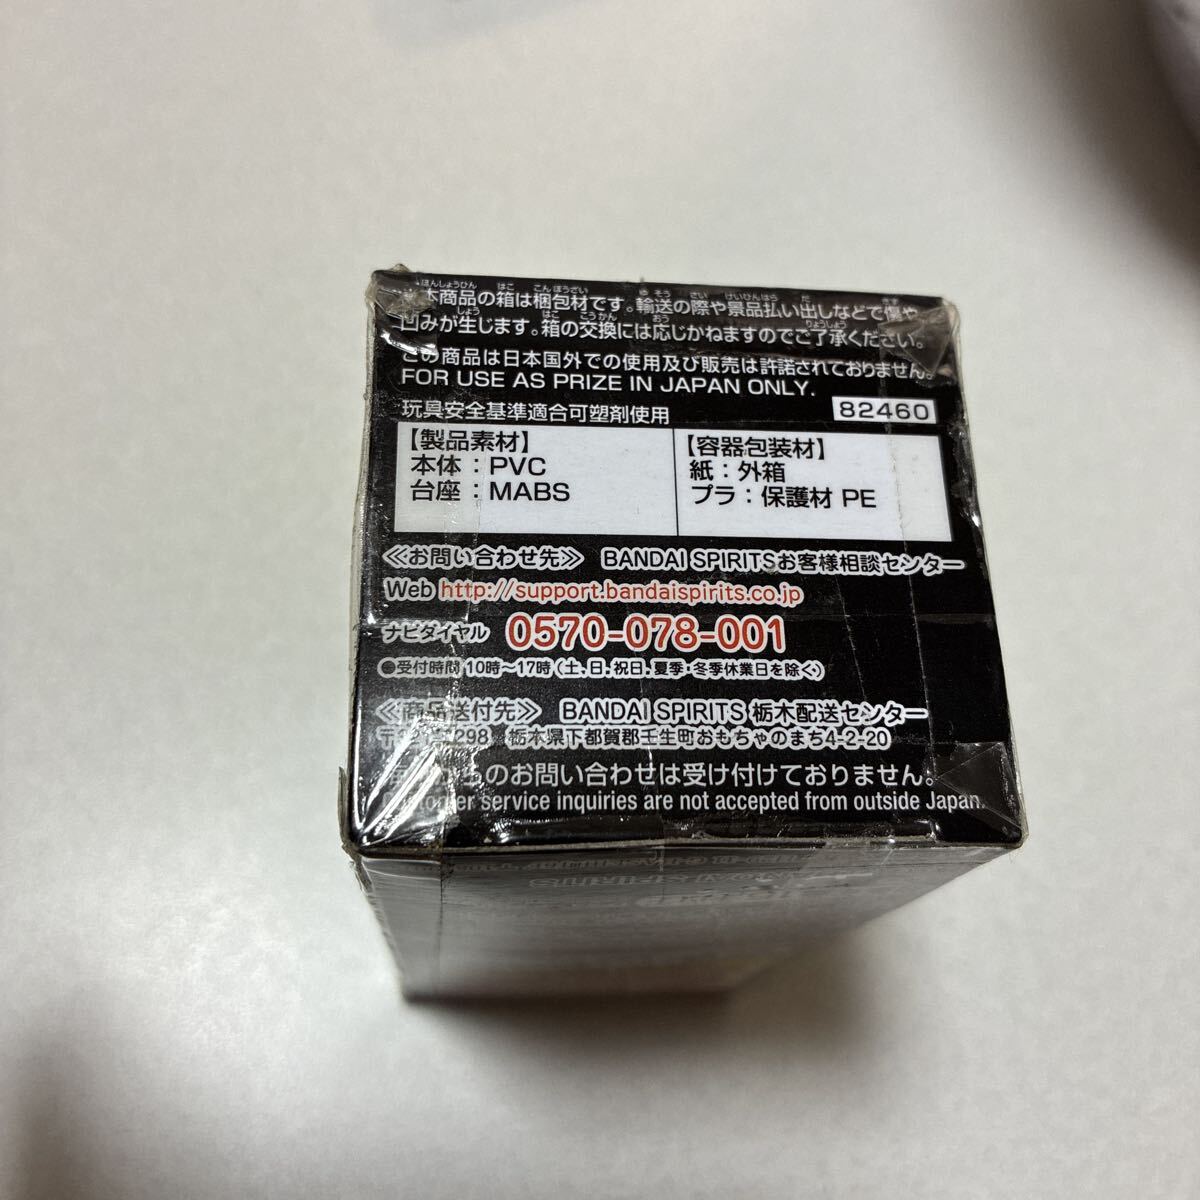 本商品の箱は梱包材です。輸送の際や景品払い出しなどで傷や
凹みが生じます。箱の交換には応じかねますのでご了承ください。
この商品は日本国外での使用及び販売は許諾されておりません。
FOR USE AS PRIZE IN JAPAN ONLY.
玩具安全基準適合可塑剤使用
82460
【製品素材】
本体：PVC
台座：MABS
【容器包装材】
紙：外箱
プラ：保護材 PE
≪お問い合わせ先≫ BANDAI SPIRITSお客様相談センター
Web http://support.bandaispirits.co.jp
ナビダイヤル 0570-078-001
●受付時間 10時～17時（土、日、祝日、夏季・冬季休業日を除く）
≪商品送付先≫ BANDAI SPIRITS 栃木配送センター
298 栃木県下都賀郡壬生町おもちゃのまち4-2-20
らのお問い合わせは受け付けておりません。
Customer service inquiries are not accepted from outside Japan.